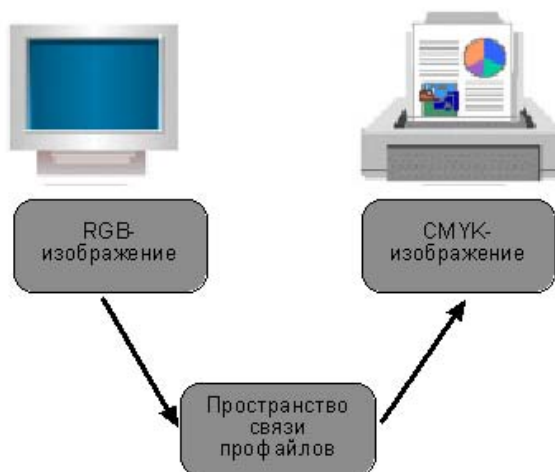 RGB-
изображение
CMYK-
изображение
Пространство
связи
профайлов